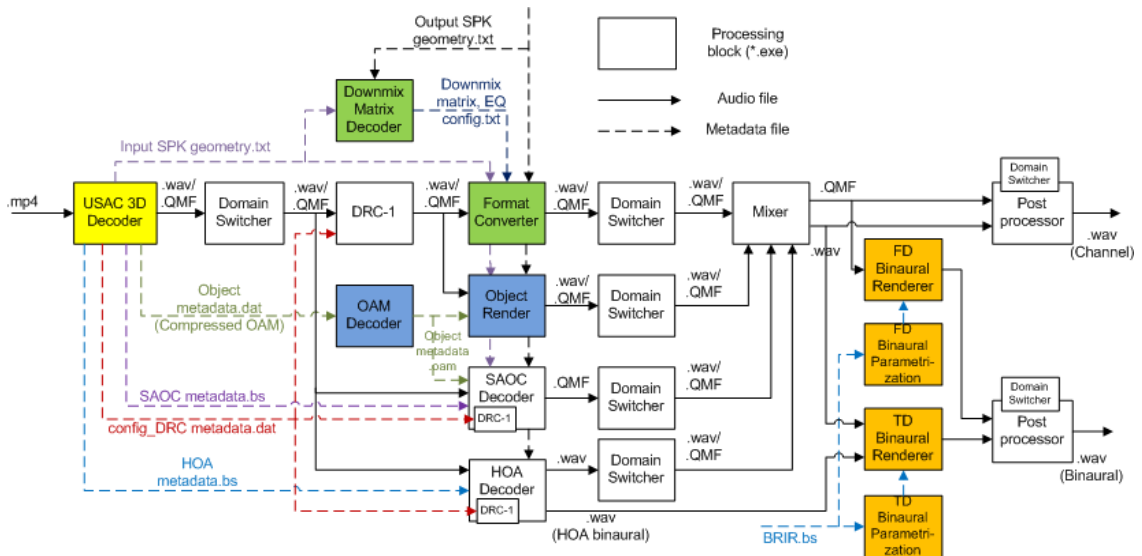 Output SPK
geometry.txt
Processing
block (*.exe)
Audio file
Metadata file
Downmix
Matrix
Decoder
Downmix
matrix, EQ
config.txt
Input SPK geometry.txt
.mp4
USAC 3D
Decoder
.wav/
.QMF
Domain
Switcher
.wav/
.QMF
DRC-1
.wav/
.QMF
Format
Converter
.wav/
.QMF
Domain
Switcher
.wav/
.QMF
Mixer
.QMF
.wav
Domain
Switcher
Post
processor
.wav
(Channel)
Object
metadata.dat
(Compressed OAM)
OAM
Decoder
Object
metadata
.oam
Object
Render
.wav/
.QMF
Domain
Switcher
.wav/
.QMF
FD
Binaural
Renderer
FD
Binaural
Parametri-
zation
SAOC metadata.bs
SAOC
Decoder
DRC-1
.QMF
Domain
Switcher
.wav/
.QMF
config_DRC metadata.dat
TD
Binaural
Renderer
Domain
Switcher
Post
processor
.wav
(Binaural)
HOA
metadata.bs
HOA
Decoder
DRC-1
.wav
Domain
Switcher
.wav/
.QMF
.wav
(HOA binaural)
BRIR.bs
TD
Binaural
Parametri-
zation